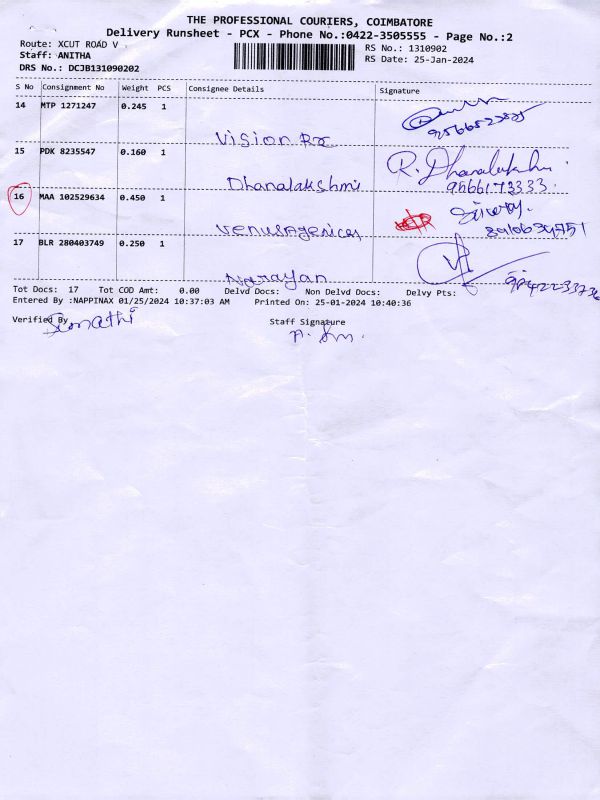 THE PROFESSIONAL COURIERS, COIMBATORE
Delivery Runsheet - PCX - Phone No.:0422-3505555 - Page No.:2
Route: XCUT ROAD V
RS No.: 1310902
Staff: ANITHA
RS Date: 25-Jan-2024
DRS No.: DCJB131090202
S No Consignment No Weight PCS Consignee Details Signature
14 MTP 1271247 0.245 1
Vision Rx
15 PDK 8235547 0.160 1
R. Dhanalakshmi
Dhanalakshmi 9566173333
16 MAA 102529634 0.450 1
Venus Agencies
17 BLR 280403749 0.250 1
Narayan
Tot Docs: 17 Tot COD Amt: 0.00 Delvd Docs: Non Delvd Docs: Delvy Pts:
Entered By :NAPPINAX 01/25/2024 10:37:03 AM Printed On: 25-01-2024 10:40:36
Verified By Staff Signature
Sumathi